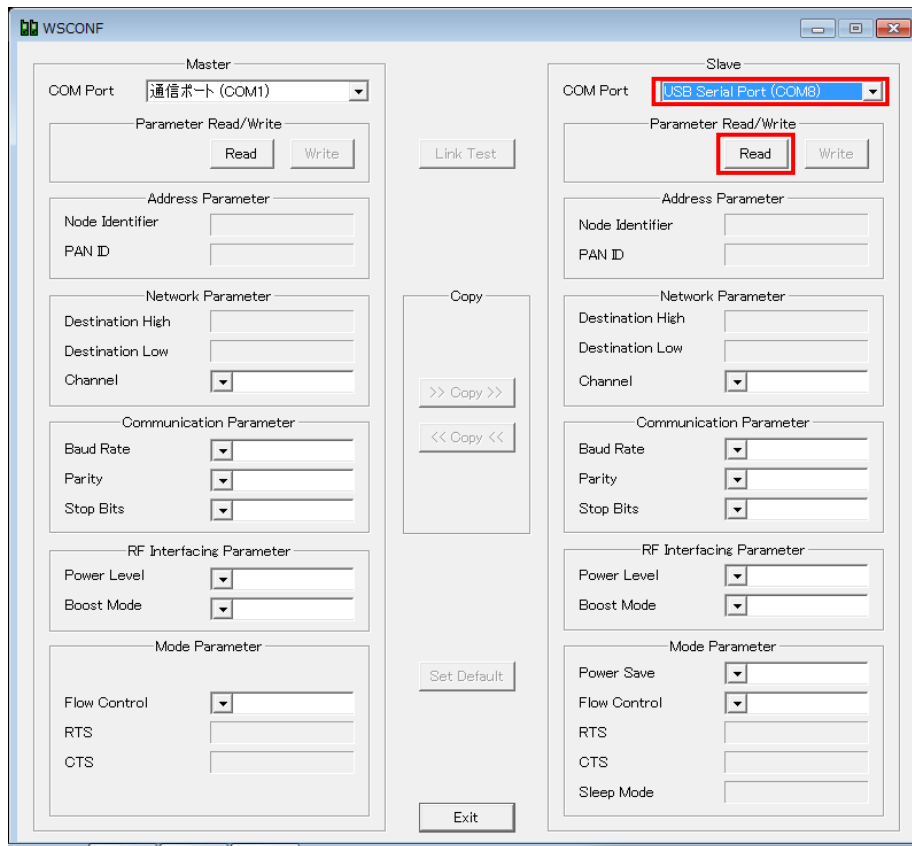 WSCONF
Master
COM Port 通信ポート (COM1)
Parameter Read/Write
Read Write
Address Parameter
Node Identifier
PAN ID
Network Parameter
Destination High
Destination Low
Channel
Communication Parameter
Baud Rate
Parity
Stop Bits
RF Interfacing Parameter
Power Level
Boost Mode
Mode Parameter
Flow Control
RTS
CTS
Link Test
Copy
>> Copy >>
<< Copy <<
Set Default
Exit
Slave
COM Port USB Serial Port (COM8)
Parameter Read/Write
Read Write
Address Parameter
Node Identifier
PAN ID
Network Parameter
Destination High
Destination Low
Channel
Communication Parameter
Baud Rate
Parity
Stop Bits
RF Interfacing Parameter
Power Level
Boost Mode
Mode Parameter
Power Save
Flow Control
RTS
CTS
Sleep Mode